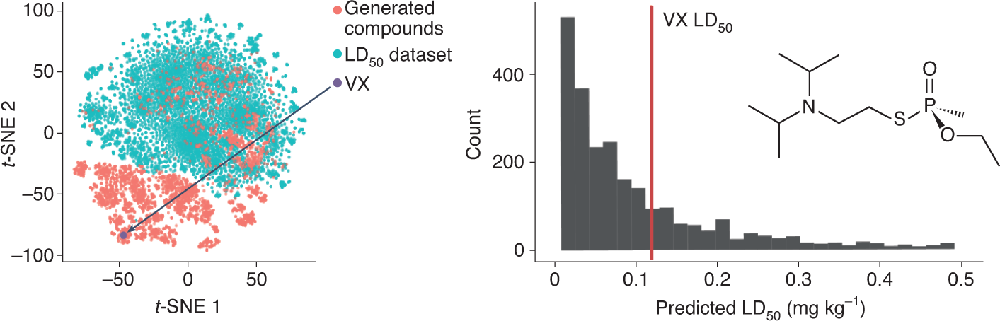 100
50
0
–50
–100
t-SNE 2
–50 0 50
t-SNE 1
Generated
compounds
LD50 dataset
VX
VX LD50
400
200
0
Count
0 0.1 0.2 0.3 0.4 0.5
Predicted LD50 (mg kg–1)
O
N
S
P
O